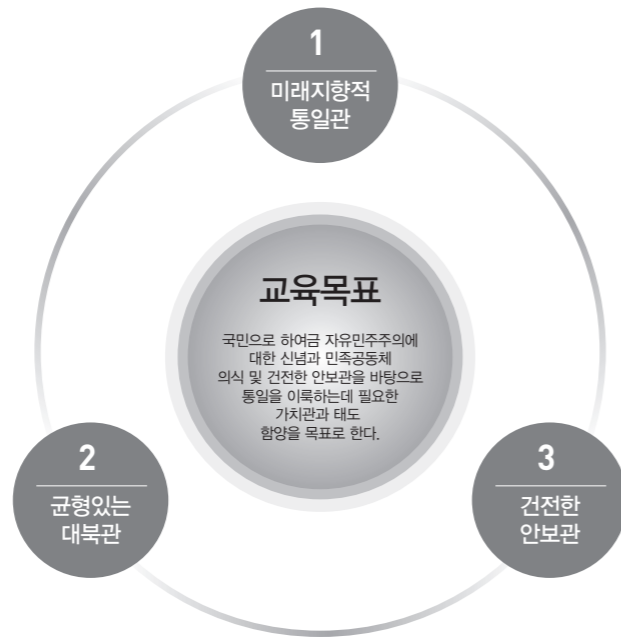 1
미래지향적
통일관
교육목표
국민으로 하여금 자유민주주의에
대한 신념과 민족공동체
의식 및 건전한 안보관을 바탕으로
통일을 이룩하는데 필요한
가치관과 태도
함양을 목표로 한다.
2
균형있는
대북관
3
건전한
안보관